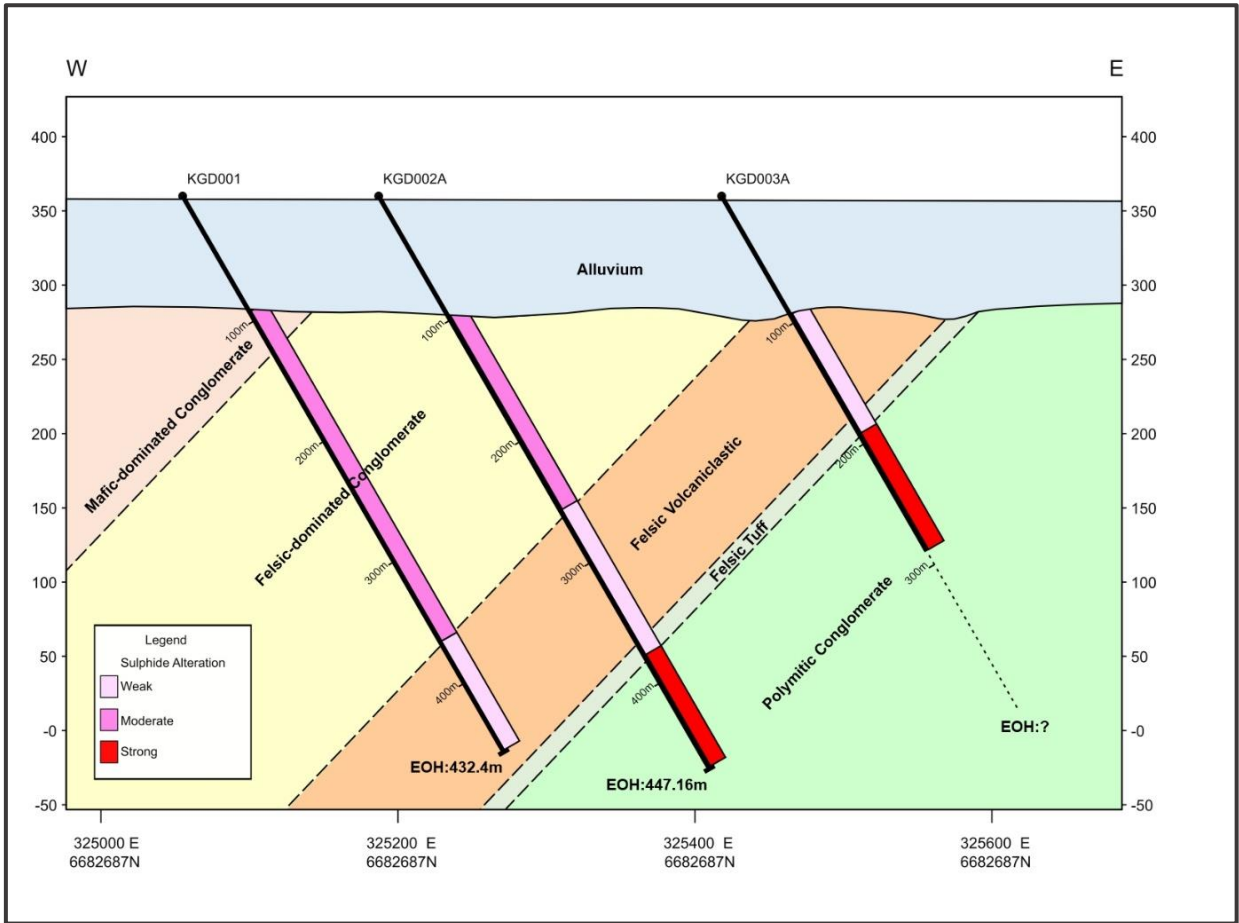 W
E
400
350
300
250
200
150
100
50
-0
-50
400
350
300
250
200
150
100
50
-0
-50
KGD001
KGD002A
KGD003A
Alluvium
100m
100m
100m
200m
200m
200m
300m
300m
300m
400m
400m
Mafic-dominated Conglomerate
Felsic-dominated Conglomerate
Felsic Volcaniclastic
Felsic Tuff
Polymitic Conglomerate
EOH:432.4m
EOH:447.16m
EOH:?
Legend
Sulphide Alteration
Weak
Moderate
Strong
325000 E
6682687N
325200 E
6682687N
325400 E
6682687N
325600 E
6682687N